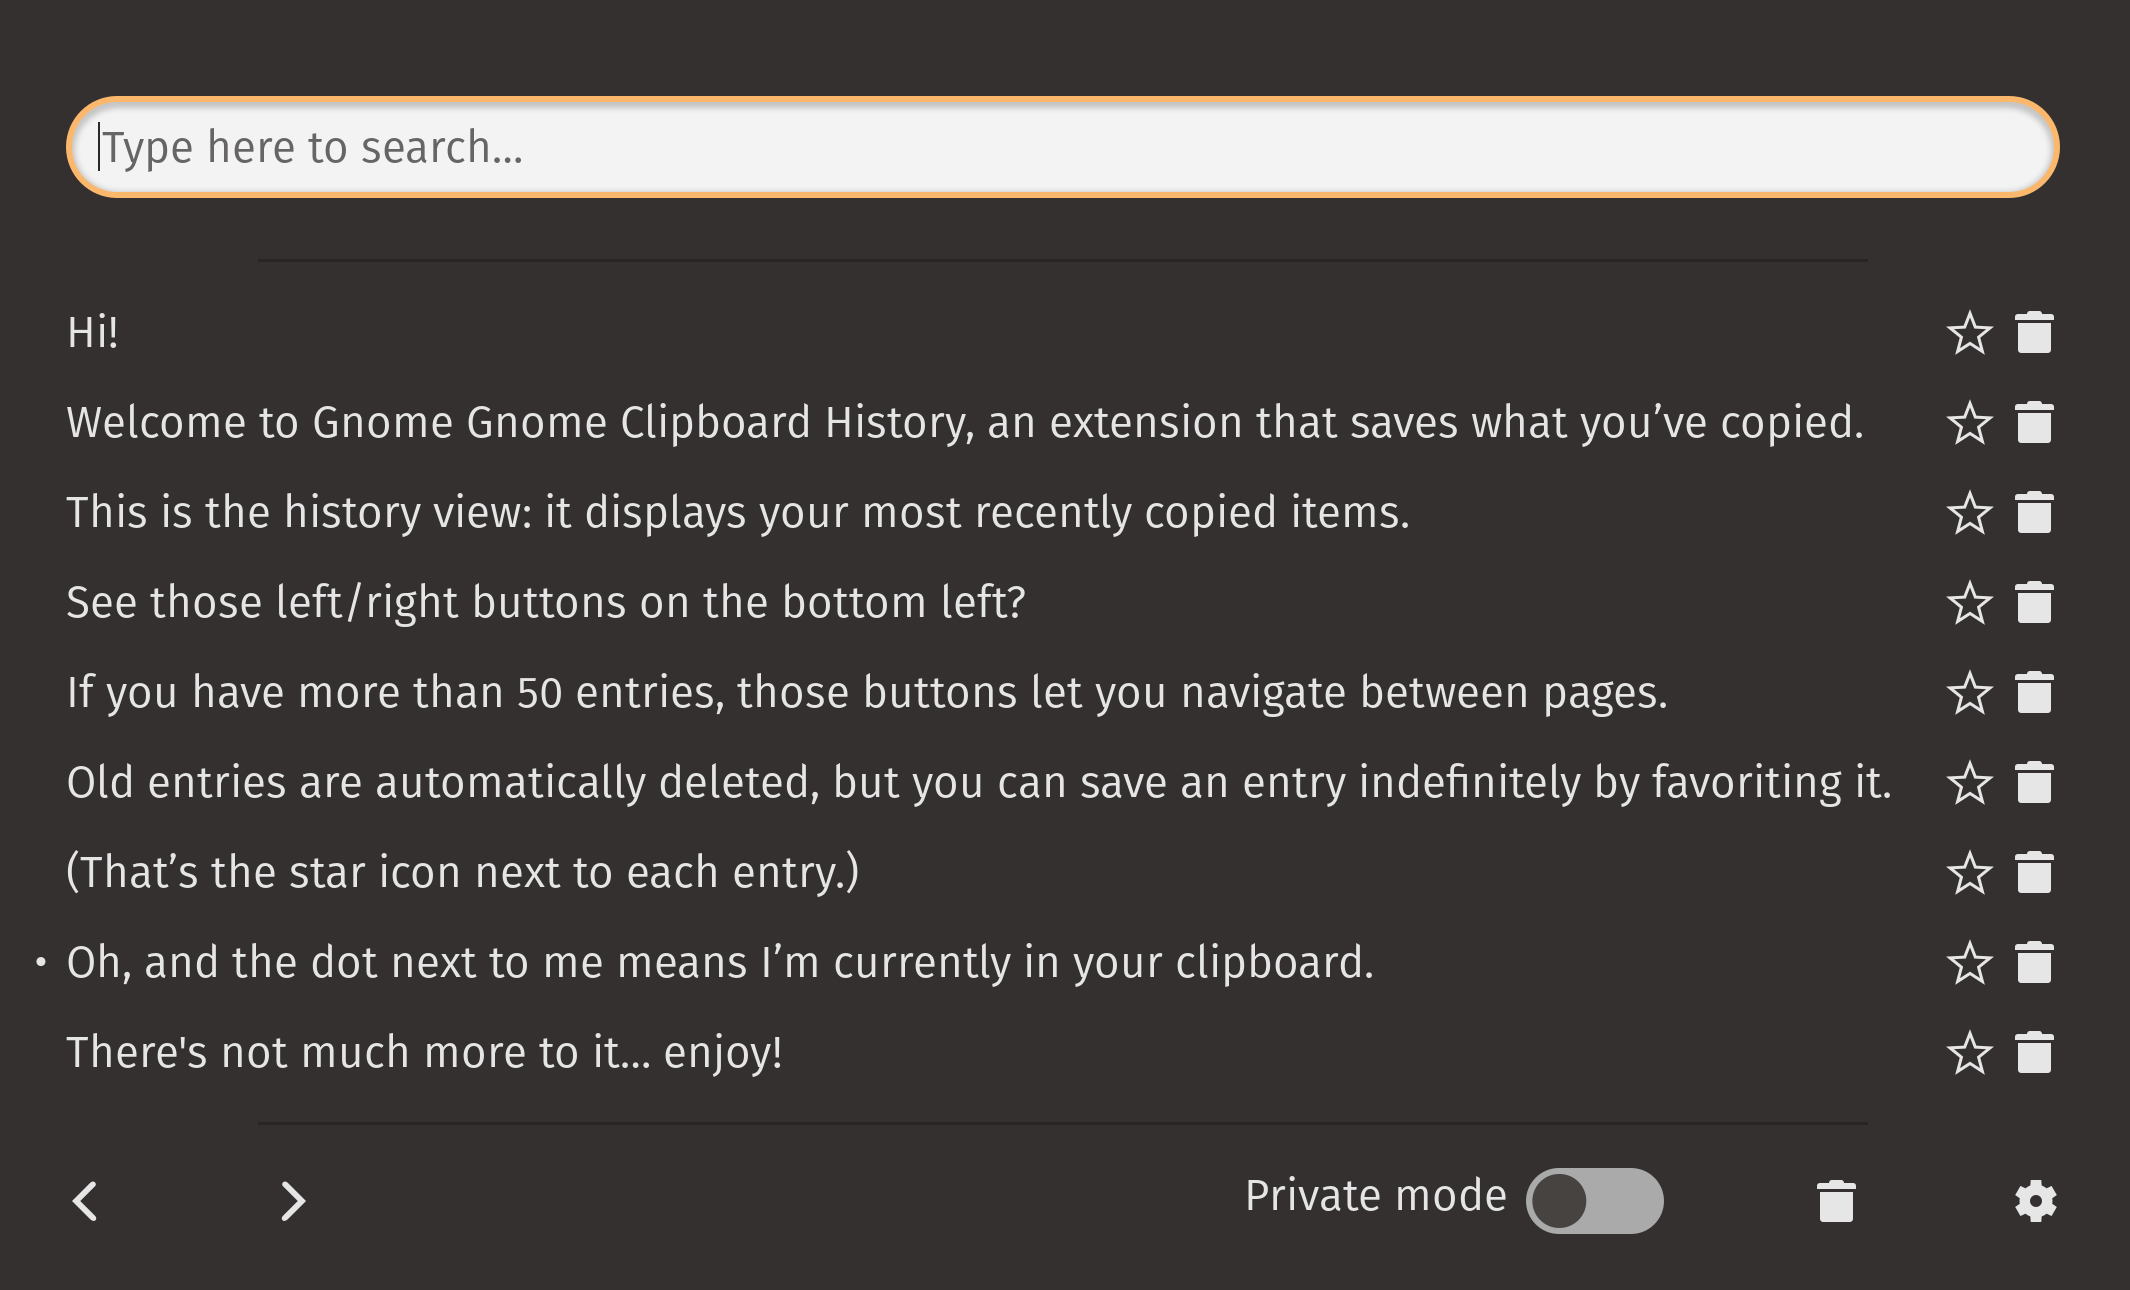 Type here to search...
Hi!
Welcome to Gnome Gnome Clipboard History, an extension that saves what you’ve copied.
This is the history view: it displays your most recently copied items.
See those left/right buttons on the bottom left?
If you have more than 50 entries, those buttons let you navigate between pages.
Old entries are automatically deleted, but you can save an entry indefinitely by favoriting it.
(That’s the star icon next to each entry.)
• Oh, and the dot next to me means I’m currently in your clipboard.
There's not much more to it... enjoy!
Private mode